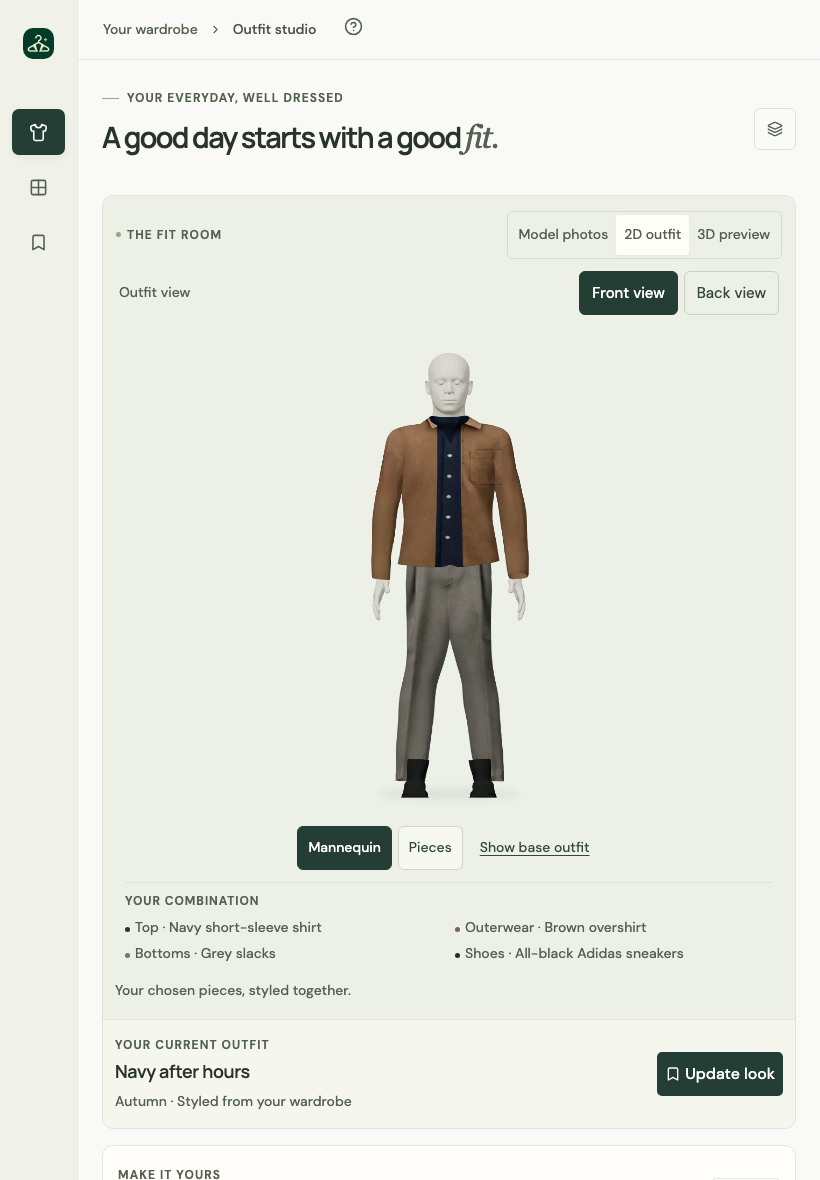 Your wardrobe > Outfit studio
YOUR EVERYDAY, WELL DRESSED
A good day starts with a good fit.
THE FIT ROOM
Model photos 2D outfit 3D preview
Outfit view
Front view Back view
Mannequin Pieces Show base outfit
YOUR COMBINATION
Top · Navy short-sleeve shirt
Outerwear · Brown overshirt
Bottoms · Grey slacks
Shoes · All-black Adidas sneakers
Your chosen pieces, styled together.
YOUR CURRENT OUTFIT
Navy after hours
Autumn · Styled from your wardrobe
Update look
MAKE IT YOURS